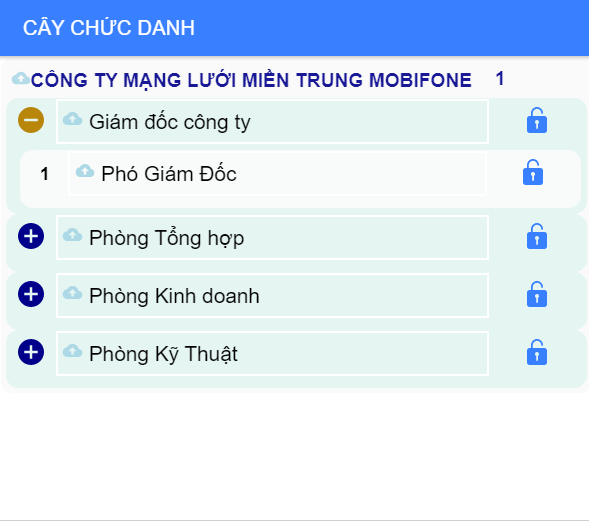 CÂY CHỨC DANH
CÔNG TY MẠNG LƯỚI MIỀN TRUNG MOBIFONE 1
Giám đốc công ty
1 Phó Giám Đốc
Phòng Tổng hợp
Phòng Kinh doanh
Phòng Kỹ Thuật